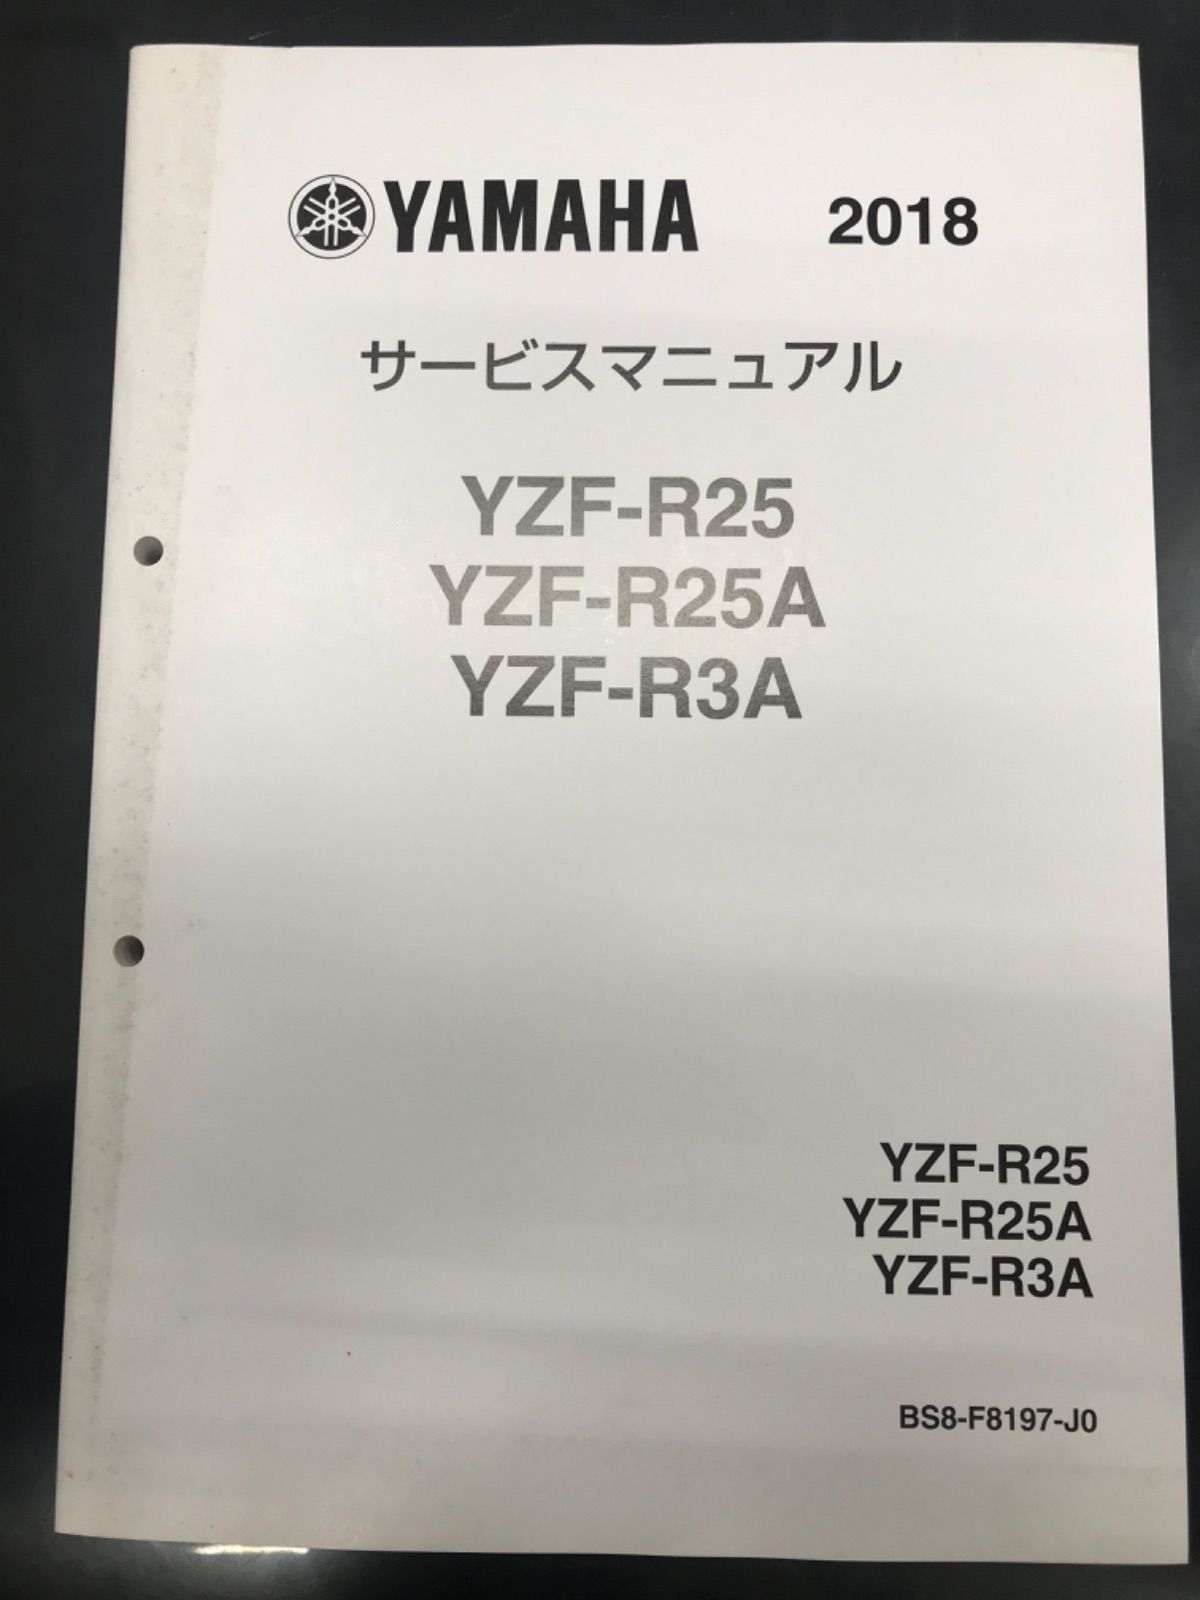 YAMAHA 2018
サービスマニュアル
YZF-R25
YZF-R25A
YZF-R3A
YZF-R25
YZF-R25A
YZF-R3A
BS8-F8197-J0